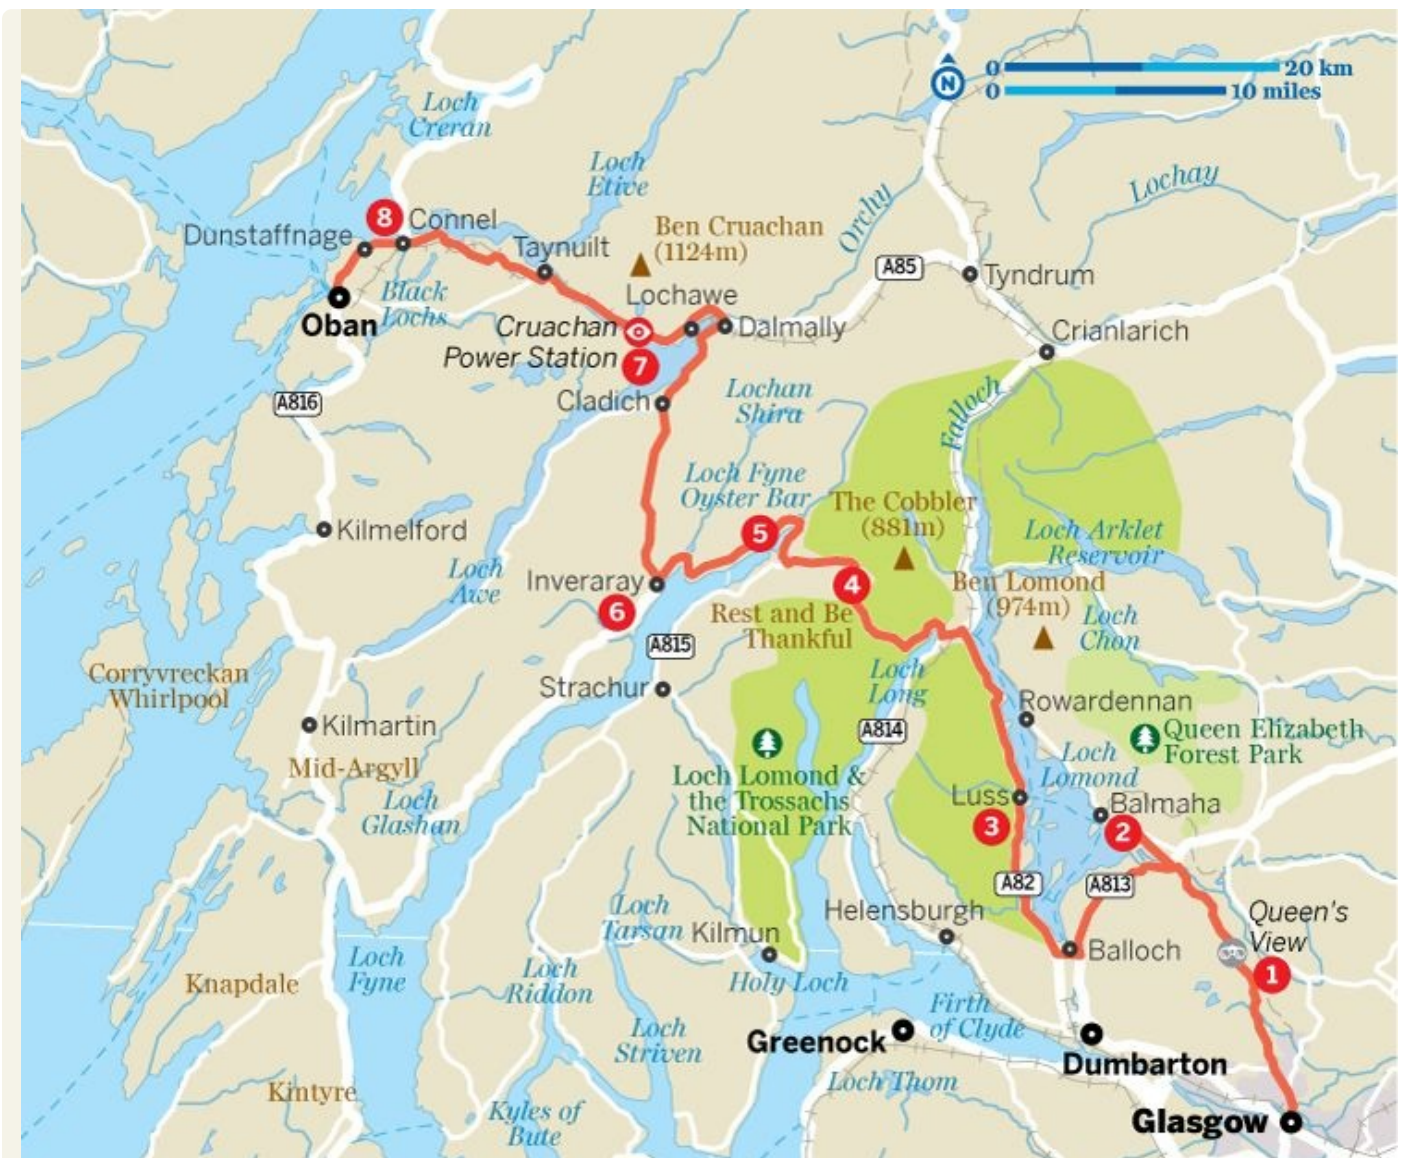 0
20 km
N
0
10 miles
Loch
Creran
Loch
Etive
Lochay
Orchy
8
Connel
Dunstaffnage
Taynuilt
Ben Cruachan
(1124m)
A85
Tyndrum
Black
Lochs
Lochawe
Oban
Cruachan
Power Station
Dalmally
Crianlarich
7
A816
Cladich
Lochan
Shira
Falloch
Loch Fyne
Oyster Bar
The Cobbler
(881m)
Kilmelford
5
Loch Arklet
Reservoir
Loch
Awe
Inveraray
4
Ben Lomond
(974m)
6
Rest and Be
Thankful
Loch
Chon
A815
Corryvreckan
Whirlpool
Strachur
Loch
Long
Rowardennan
Kilmartin
A814
Queen Elizabeth
Forest Park
Mid-Argyll
Loch Lomond &
the Trossachs
National Park
Loch
Lomond
Loch
Glashan
Luss
Balmaha
3
2
A82
A813
Loch
Tarsan
Kilmun
Helensburgh
Queen's
View
Balloch
1
Knapdale
Loch
Fyne
Loch
Riddon
Holy Loch
Firth
of Clyde
Loch
Striven
Greenock
Dumbarton
Kintyre
Loch Thom
Kyles of
Bute
Glasgow